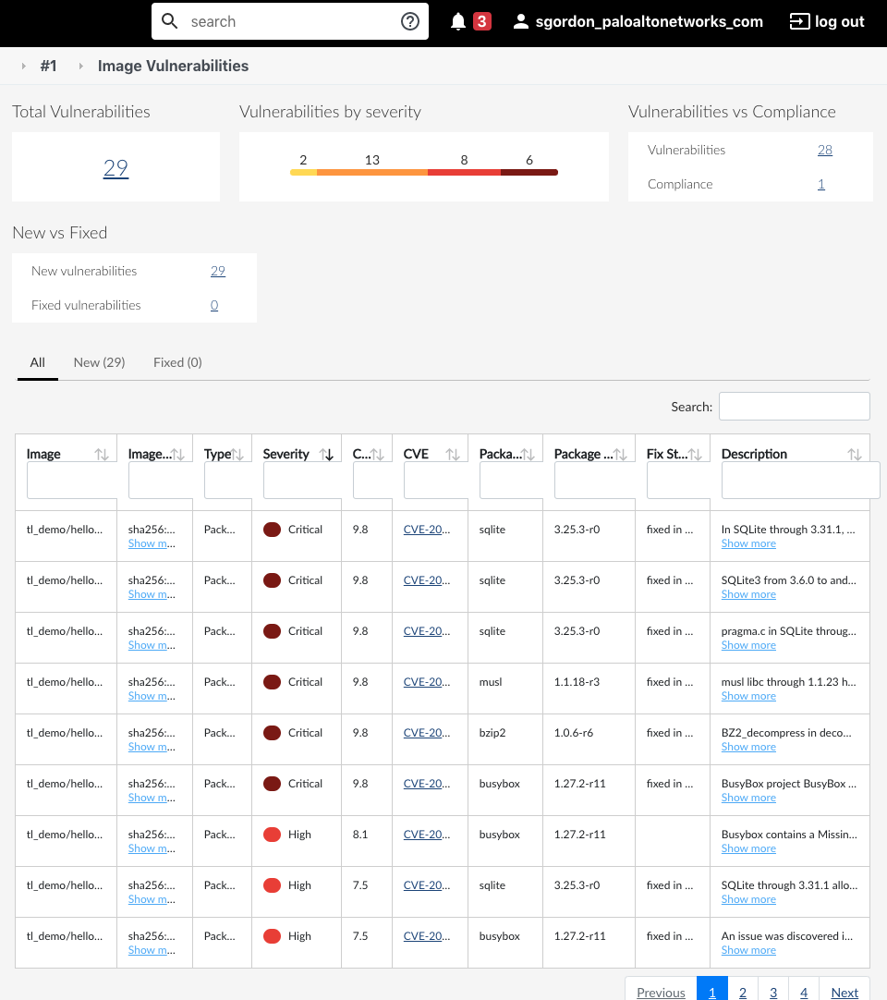 search ? 3 sgordon_paloaltonetworks_com log out
#1 Image Vulnerabilities
Total Vulnerabilities
29
Vulnerabilities by severity
2 13 8 6
Vulnerabilities vs Compliance
Vulnerabilities 28
Compliance 1
New vs Fixed
New vulnerabilities 29
Fixed vulnerabilities 0
All New (29) Fixed (0)
Search:
Image Image... Type Severity C... CVE Packa... Package ... Fix St... Description
tl_demo/hello... sha256:... Pack... Critical 9.8 CVE-20... sqlite 3.25.3-r0 fixed in ... In SQLite through 3.31.1, ...
Show m... Show more
tl_demo/hello... sha256:... Pack... Critical 9.8 CVE-20... sqlite 3.25.3-r0 fixed in ... SQLite3 from 3.6.0 to and...
Show m... Show more
tl_demo/hello... sha256:... Pack... Critical 9.8 CVE-20... sqlite 3.25.3-r0 fixed in ... pragma.c in SQLite throug...
Show m... Show more
tl_demo/hello... sha256:... Pack... Critical 9.8 CVE-20... musl 1.1.18-r3 fixed in ... musl libc through 1.1.23 h...
Show m... Show more
tl_demo/hello... sha256:... Pack... Critical 9.8 CVE-20... bzip2 1.0.6-r6 fixed in ... BZ2_decompress in deco...
Show m... Show more
tl_demo/hello... sha256:... Pack... Critical 9.8 CVE-20... busybox 1.27.2-r11 fixed in ... BusyBox project BusyBox ...
Show m... Show more
tl_demo/hello... sha256:... Pack... High 8.1 CVE-20... busybox 1.27.2-r11 Busybox contains a Missin...
Show m... Show more
tl_demo/hello... sha256:... Pack... High 7.5 CVE-20... sqlite 3.25.3-r0 fixed in ... SQLite through 3.31.1 allo...
Show m... Show more
tl_demo/hello... sha256:... Pack... High 7.5 CVE-20... busybox 1.27.2-r11 fixed in ... An issue was discovered i...
Show m... Show more
Previous 1 2 3 4 Next